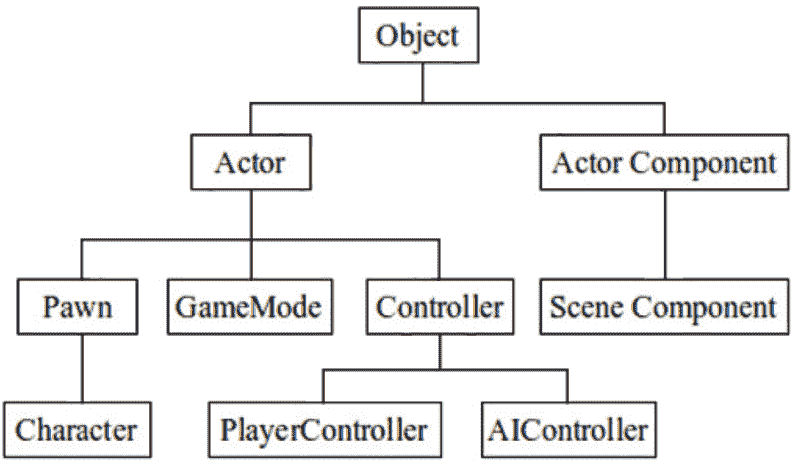 Object
Actor
Actor Component
Pawn
GameMode
Controller
Scene Component
Character
PlayerController
AIController